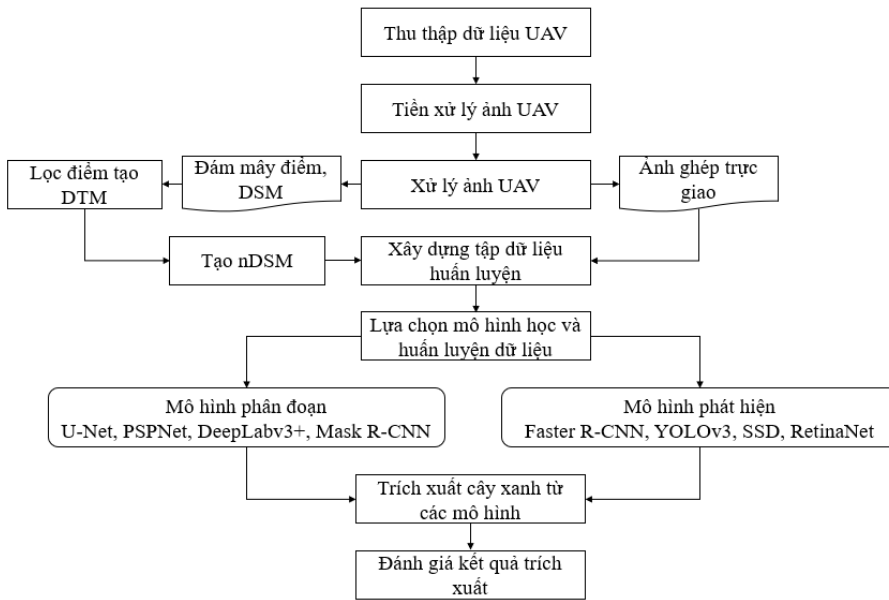 Thu thập dữ liệu UAV
Tiền xử lý ảnh UAV
Lọc điểm tạo
DTM
Đám mây điểm,
DSM
Xử lý ảnh UAV
Ảnh ghép trực
giao
Tạo nDSM
Xây dựng tập dữ liệu
huấn luyện
Lựa chọn mô hình học và
huấn luyện dữ liệu
Mô hình phân đoạn
U-Net, PSPNet, DeepLabv3+, Mask R-CNN
Mô hình phát hiện
Faster R-CNN, YOLOv3, SSD, RetinaNet
Trích xuất cây xanh từ
các mô hình
Đánh giá kết quả trích
xuất